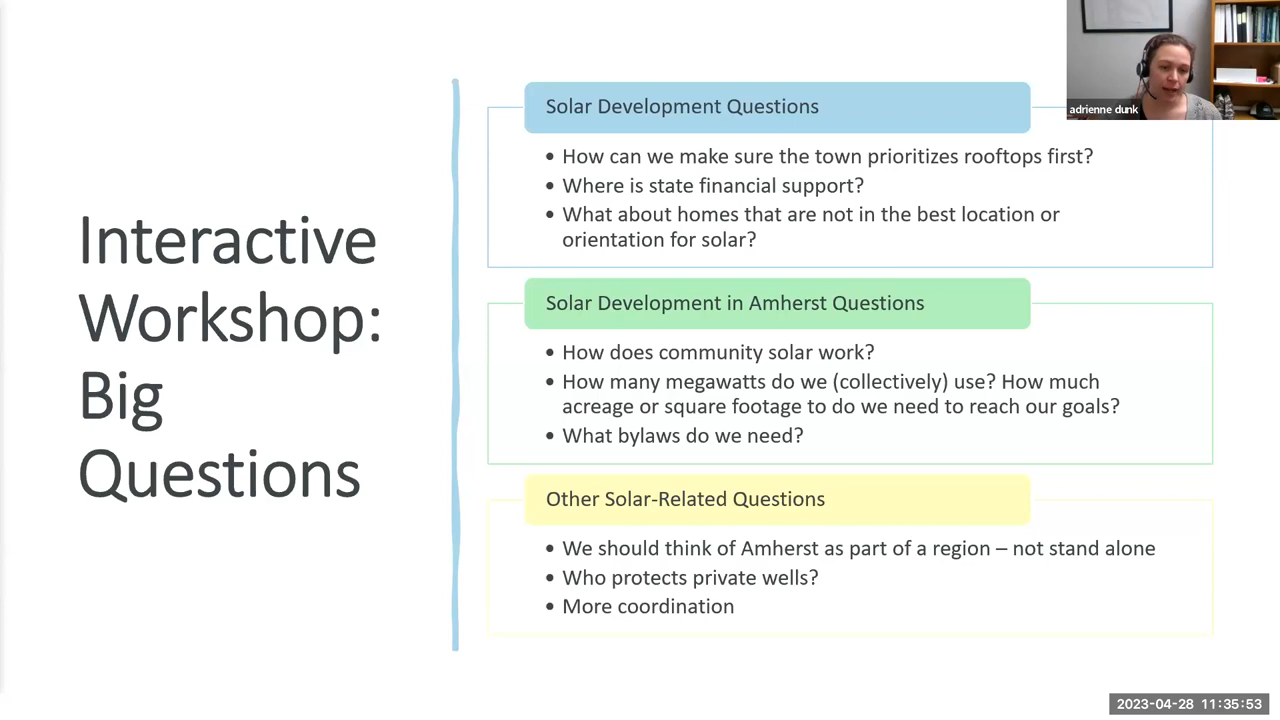 Interactive
Workshop:
Big
Questions
Solar Development Questions
• How can we make sure the town prioritizes rooftops first?
• Where is state financial support?
• What about homes that are not in the best location or
orientation for solar?
Solar Development in Amherst Questions
• How does community solar work?
• How many megawatts do we (collectively) use? How much
acreage or square footage to do we need to reach our goals?
• What bylaws do we need?
Other Solar-Related Questions
• We should think of Amherst as part of a region – not stand alone
• Who protects private wells?
• More coordination
adrienne dunk
2023-04-28 11:35:53